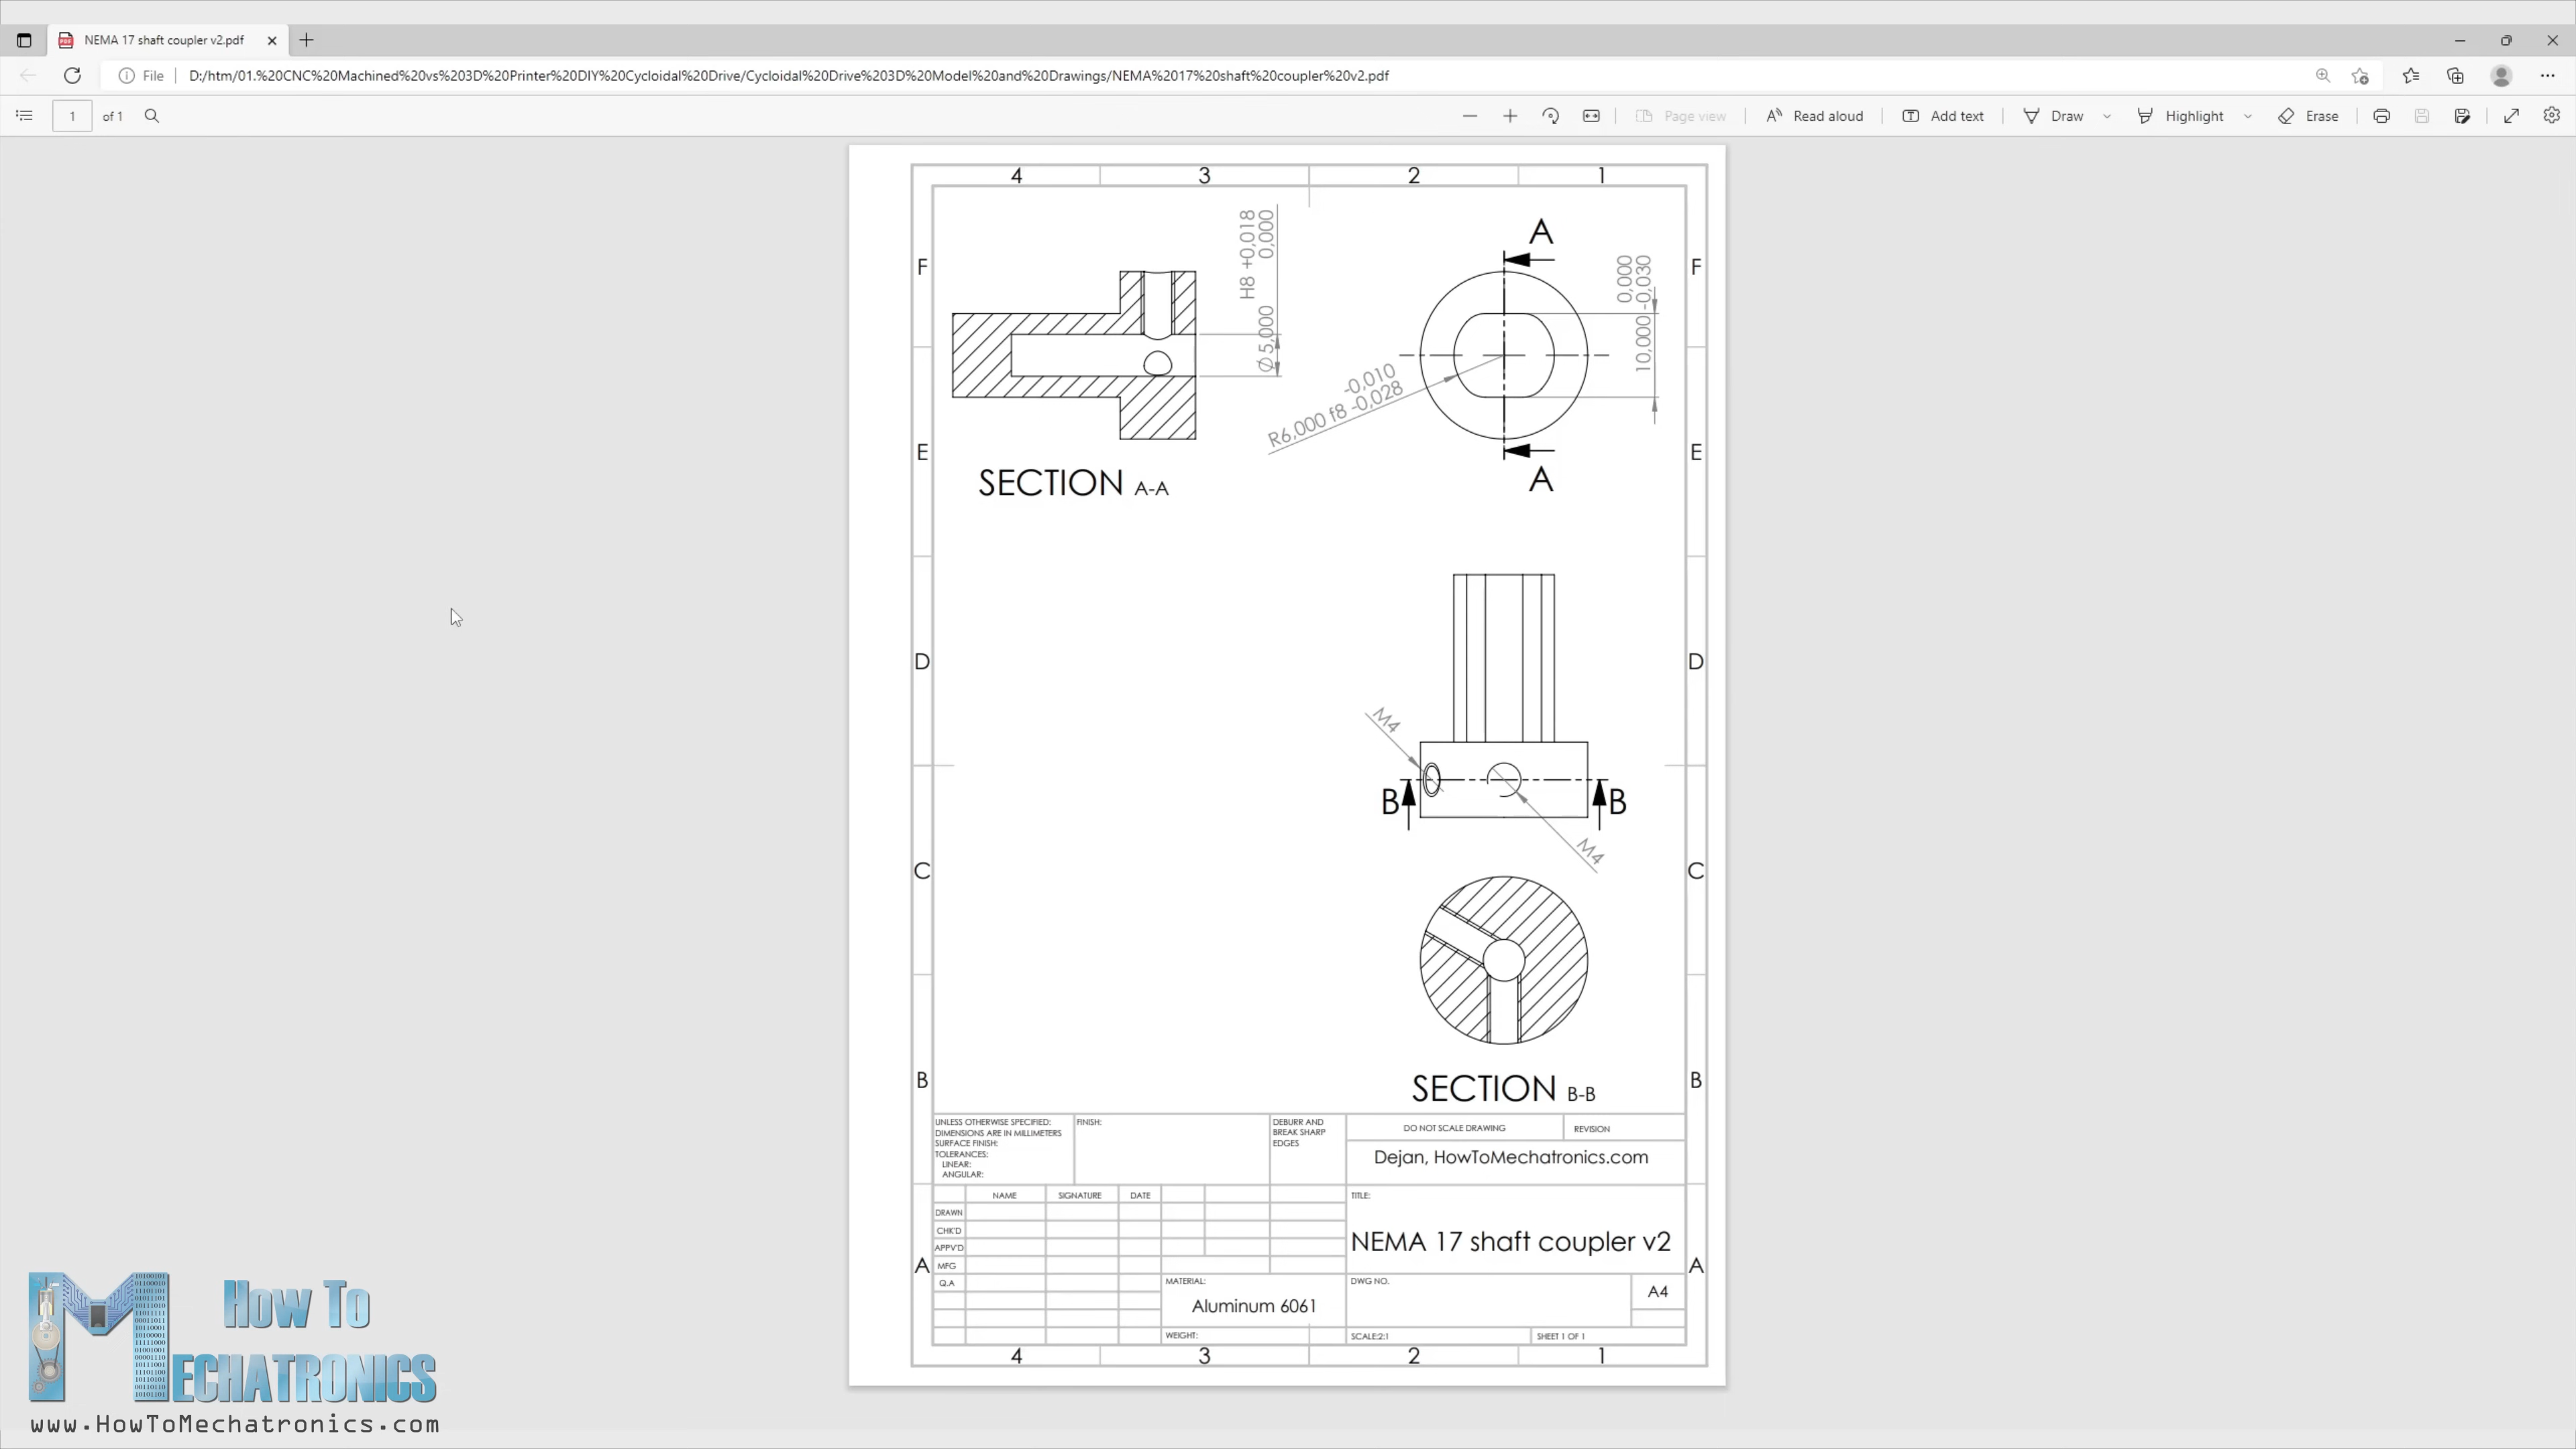 NEMA 17 shaft coupler v2.pdf
File
D:/htm/01.%20CNC%20Machined%20vs%203D%20Printer%20DIY%20Cycloidal%20Drive/Cycloidal%20Drive%203D%20Model%20and%20Drawings/NEMA%2017%20shaft%20coupler%20v2.pdf
1 of 1
Page view
Read aloud
Add text
Draw
Highlight
Erase
4 3 2 1
F
F
E
E
D
D
C
C
B
B
A
A
H8 +0,018
0,000
Ø 5,000
SECTION A-A
A
A
0,000
10,000 -0,030
-0,010
R6,000 f8 -0,028
M4
B
B
M4
SECTION B-B
UNLESS OTHERWISE SPECIFIED:
DIMENSIONS ARE IN MILLIMETERS
SURFACE FINISH:
TOLERANCES:
LINEAR:
ANGULAR:
FINISH:
DEBURR AND
BREAK SHARP
EDGES
DO NOT SCALE DRAWING
REVISION
Dejan, HowToMechatronics.com
NAME
SIGNATURE
DATE
TITLE:
DRAWN
CHK'D
APPV'D
MFG
Q.A
NEMA 17 shaft coupler v2
MATERIAL:
Aluminum 6061
DWG NO.
A4
WEIGHT:
SCALE:2:1
SHEET 1 OF 1
4 3 2 1
How To
MECHATRONICS
www.HowToMechatronics.com